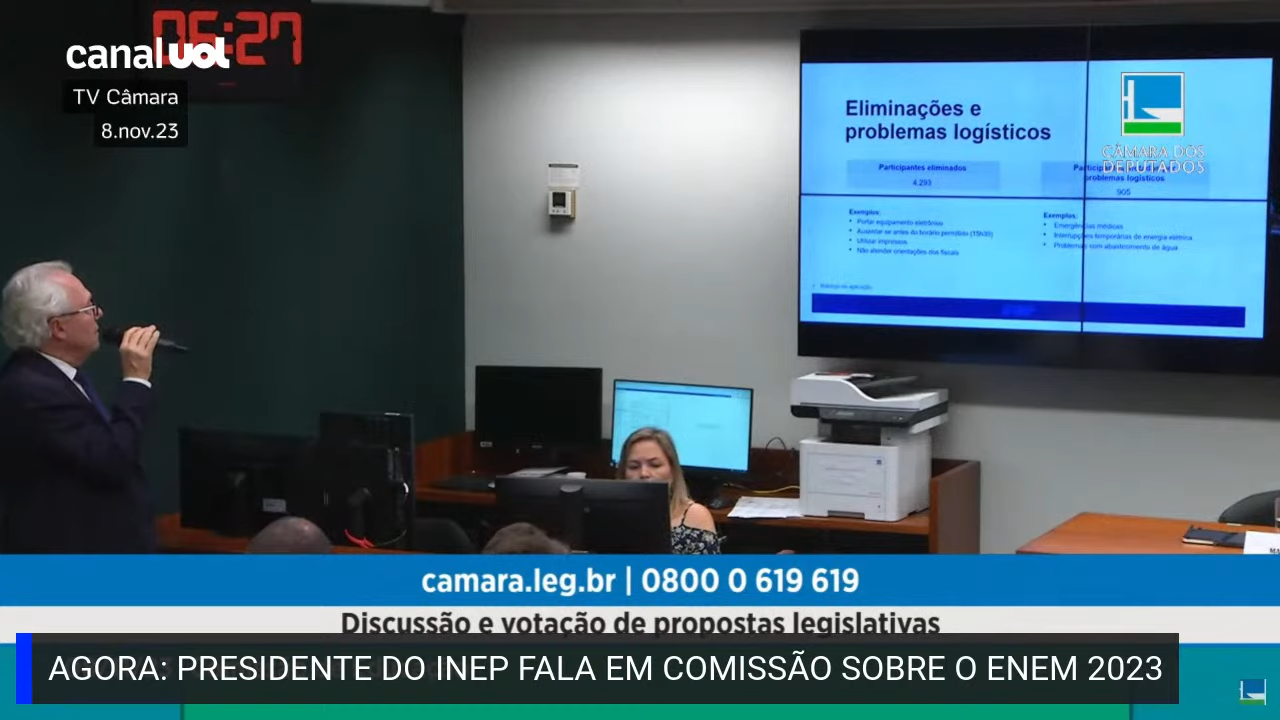 05:27
canal uol
TV Câmara
8.nov.23
Eliminações e
problemas logísticos
CÂMARA DOS
DEPUTADOS
Participantes eliminados
4.293
problemas logísticos
905
Exemplos:
Portar equipamento eletrônico
Ausentar-se antes do horário permitido (15h30)
Utilizar impressos
Não atender orientações dos fiscais
Exemplos:
Emergências médicas
Interrupções temporárias de energia elétrica
Problemas com abastecimento de água
camara.leg.br | 0800 0 619 619
Discussão e votação de propostas legislativas
AGORA: PRESIDENTE DO INEP FALA EM COMISSÃO SOBRE O ENEM 2023